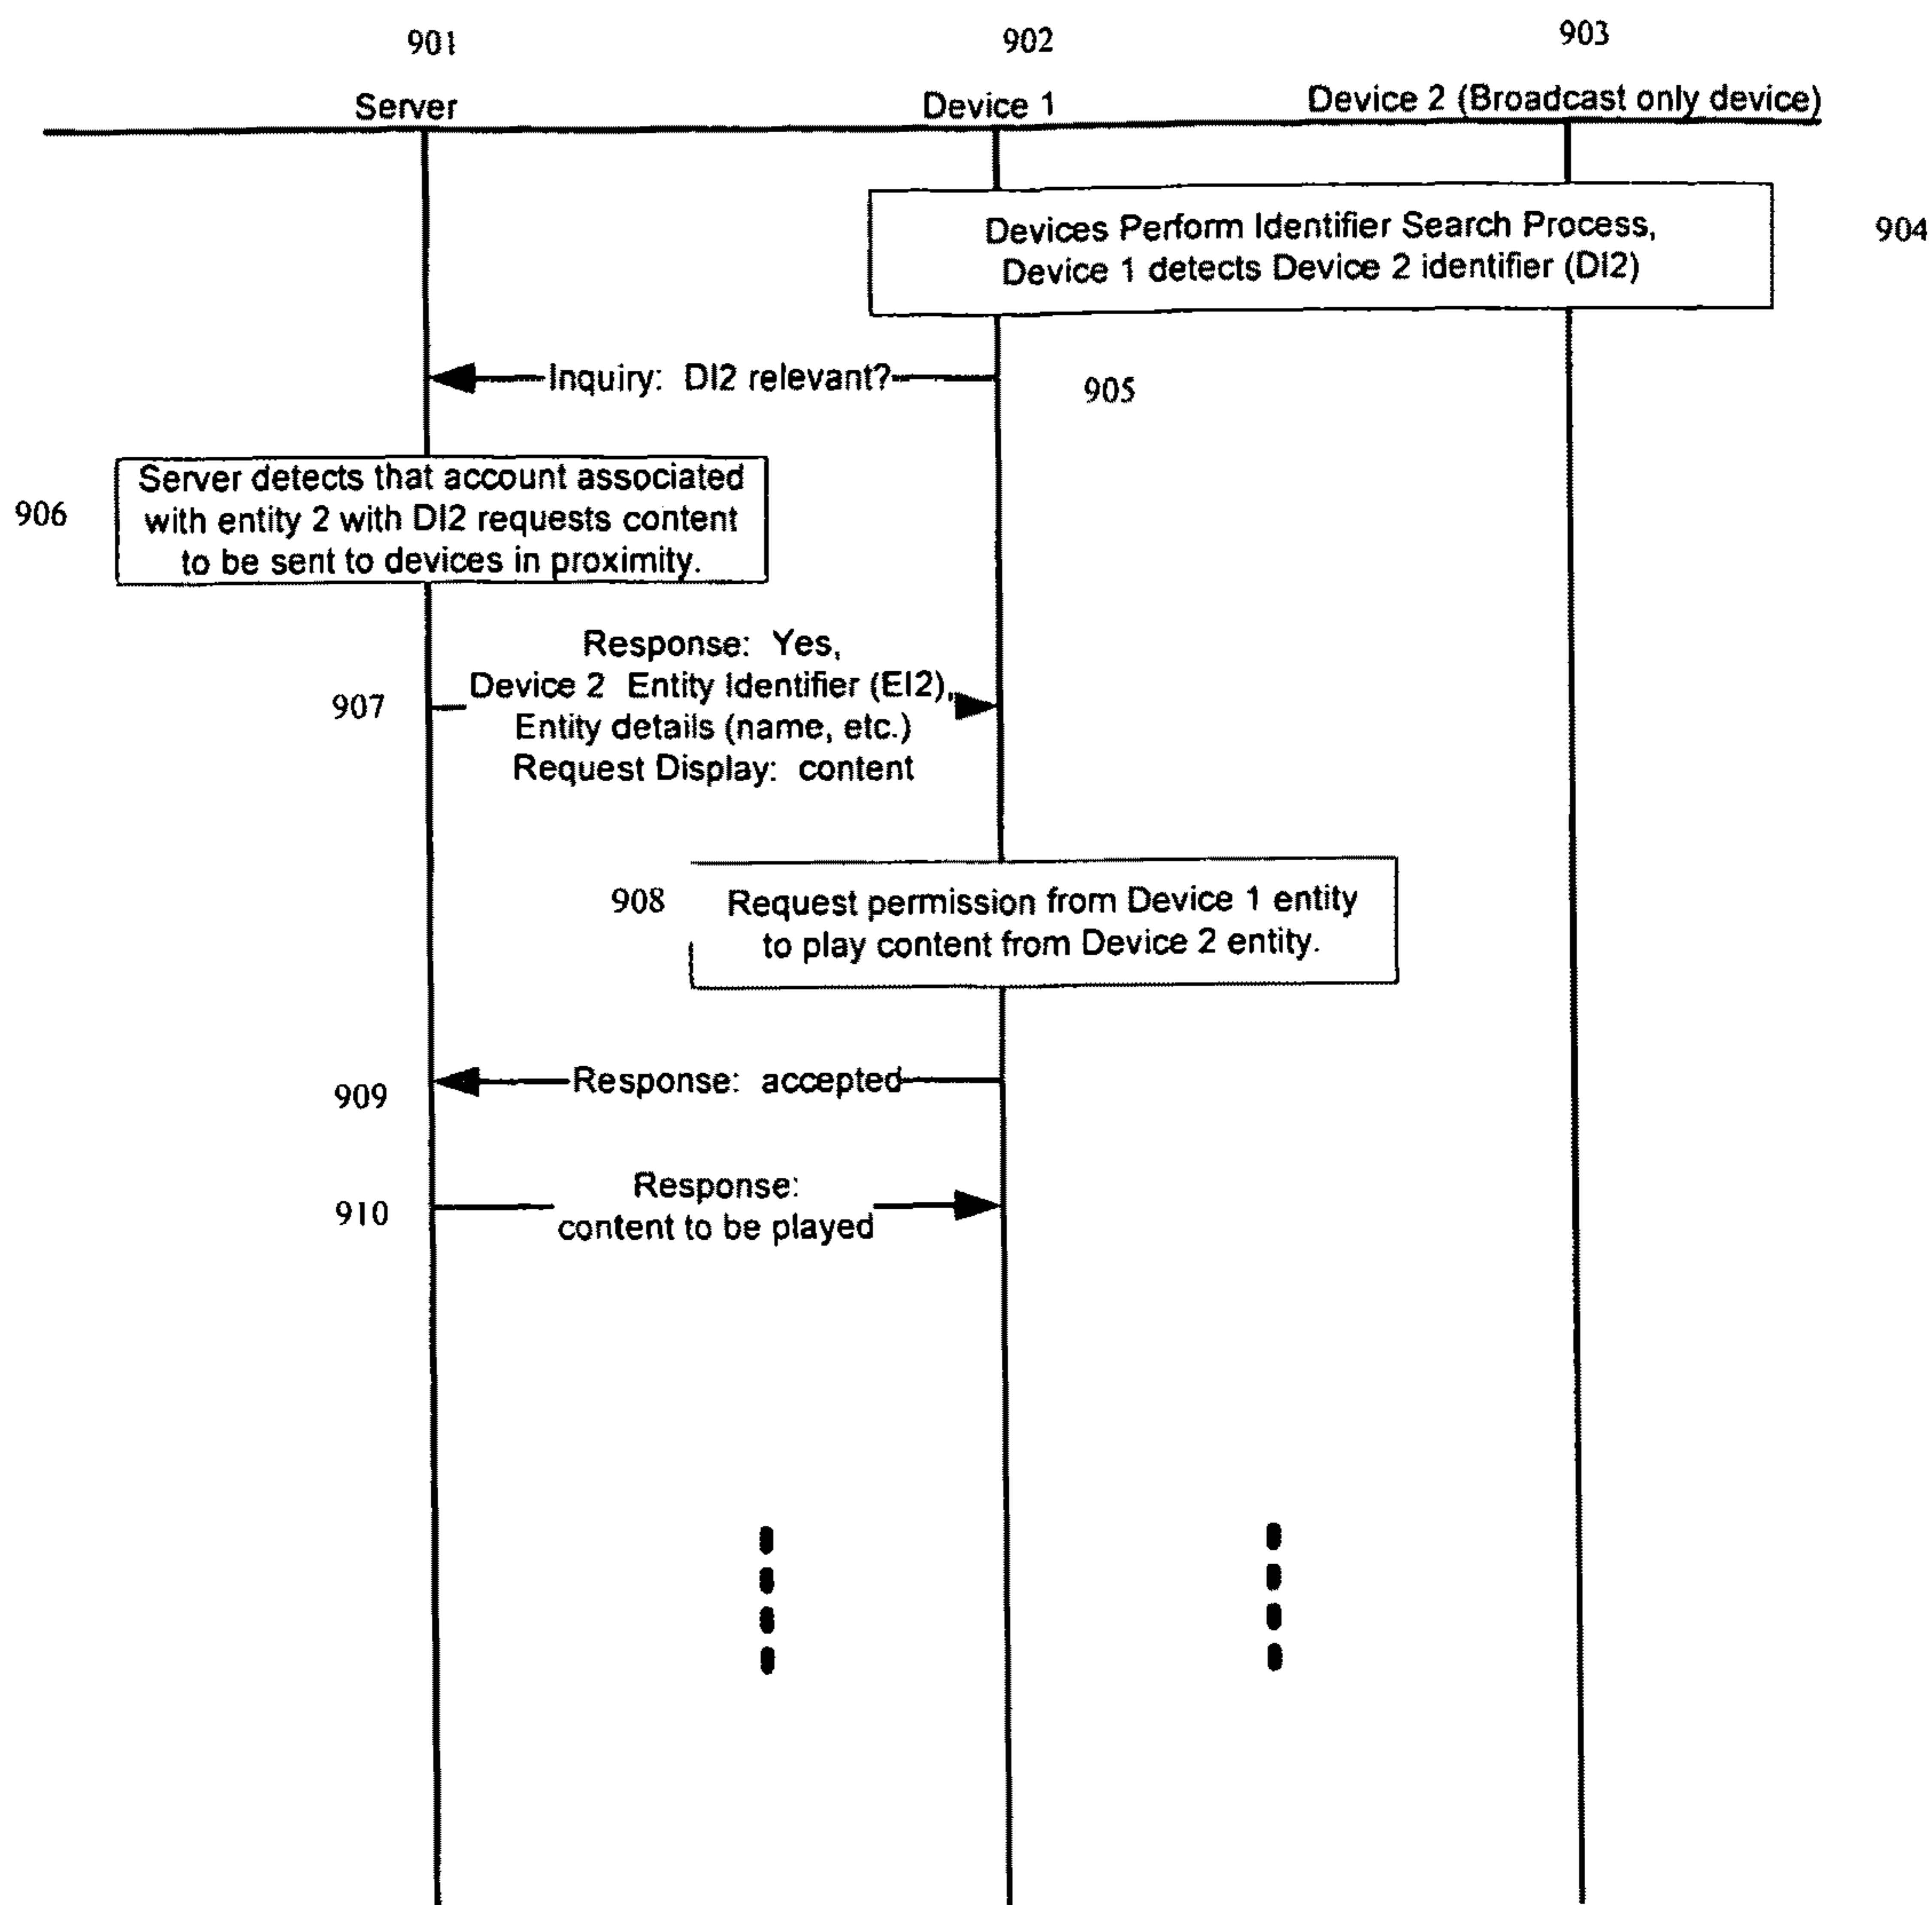 901
902
903
Server
Device 1
Device 2 (Broadcast only device)
Devices Perform Identifier Search Process,
Device 1 detects Device 2 identifier (DI2)
904
Inquiry: DI2 relevant?
905
906
Server detects that account associated
with entity 2 with DI2 requests content
to be sent to devices in proximity.
907
Response: Yes,
Device 2 Entity Identifier (EI2),
Entity details (name, etc.)
Request Display: content
908
Request permission from Device 1 entity
to play content from Device 2 entity.
909
Response: accepted
910
Response:
content to be played